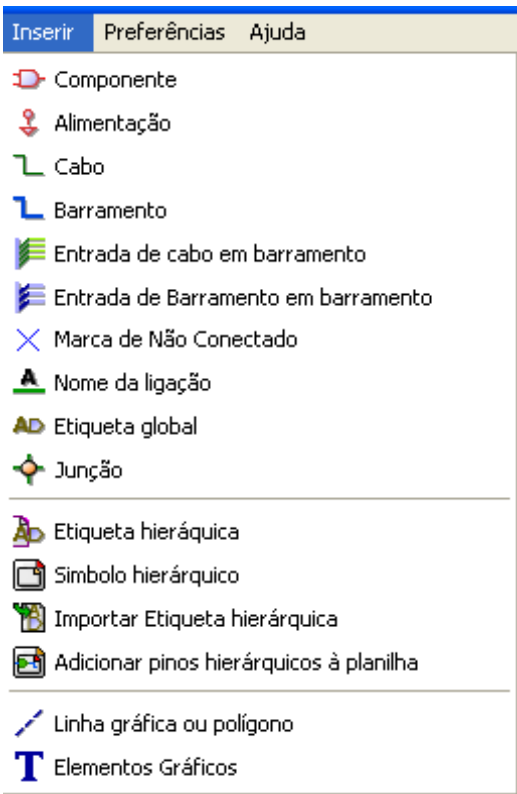 Inserir Preferências Ajuda
Componente
Alimentação
Cabo
Barramento
Entrada de cabo em barramento
Entrada de Barramento em barramento
Marca de Não Conectado
Nome da ligação
Etiqueta global
Junção
Etiqueta hieráquica
Simbolo hierárquico
Importar Etiqueta hierárquica
Adicionar pinos hierárquicos à planilha
Linha gráfica ou polígono
Elementos Gráficos